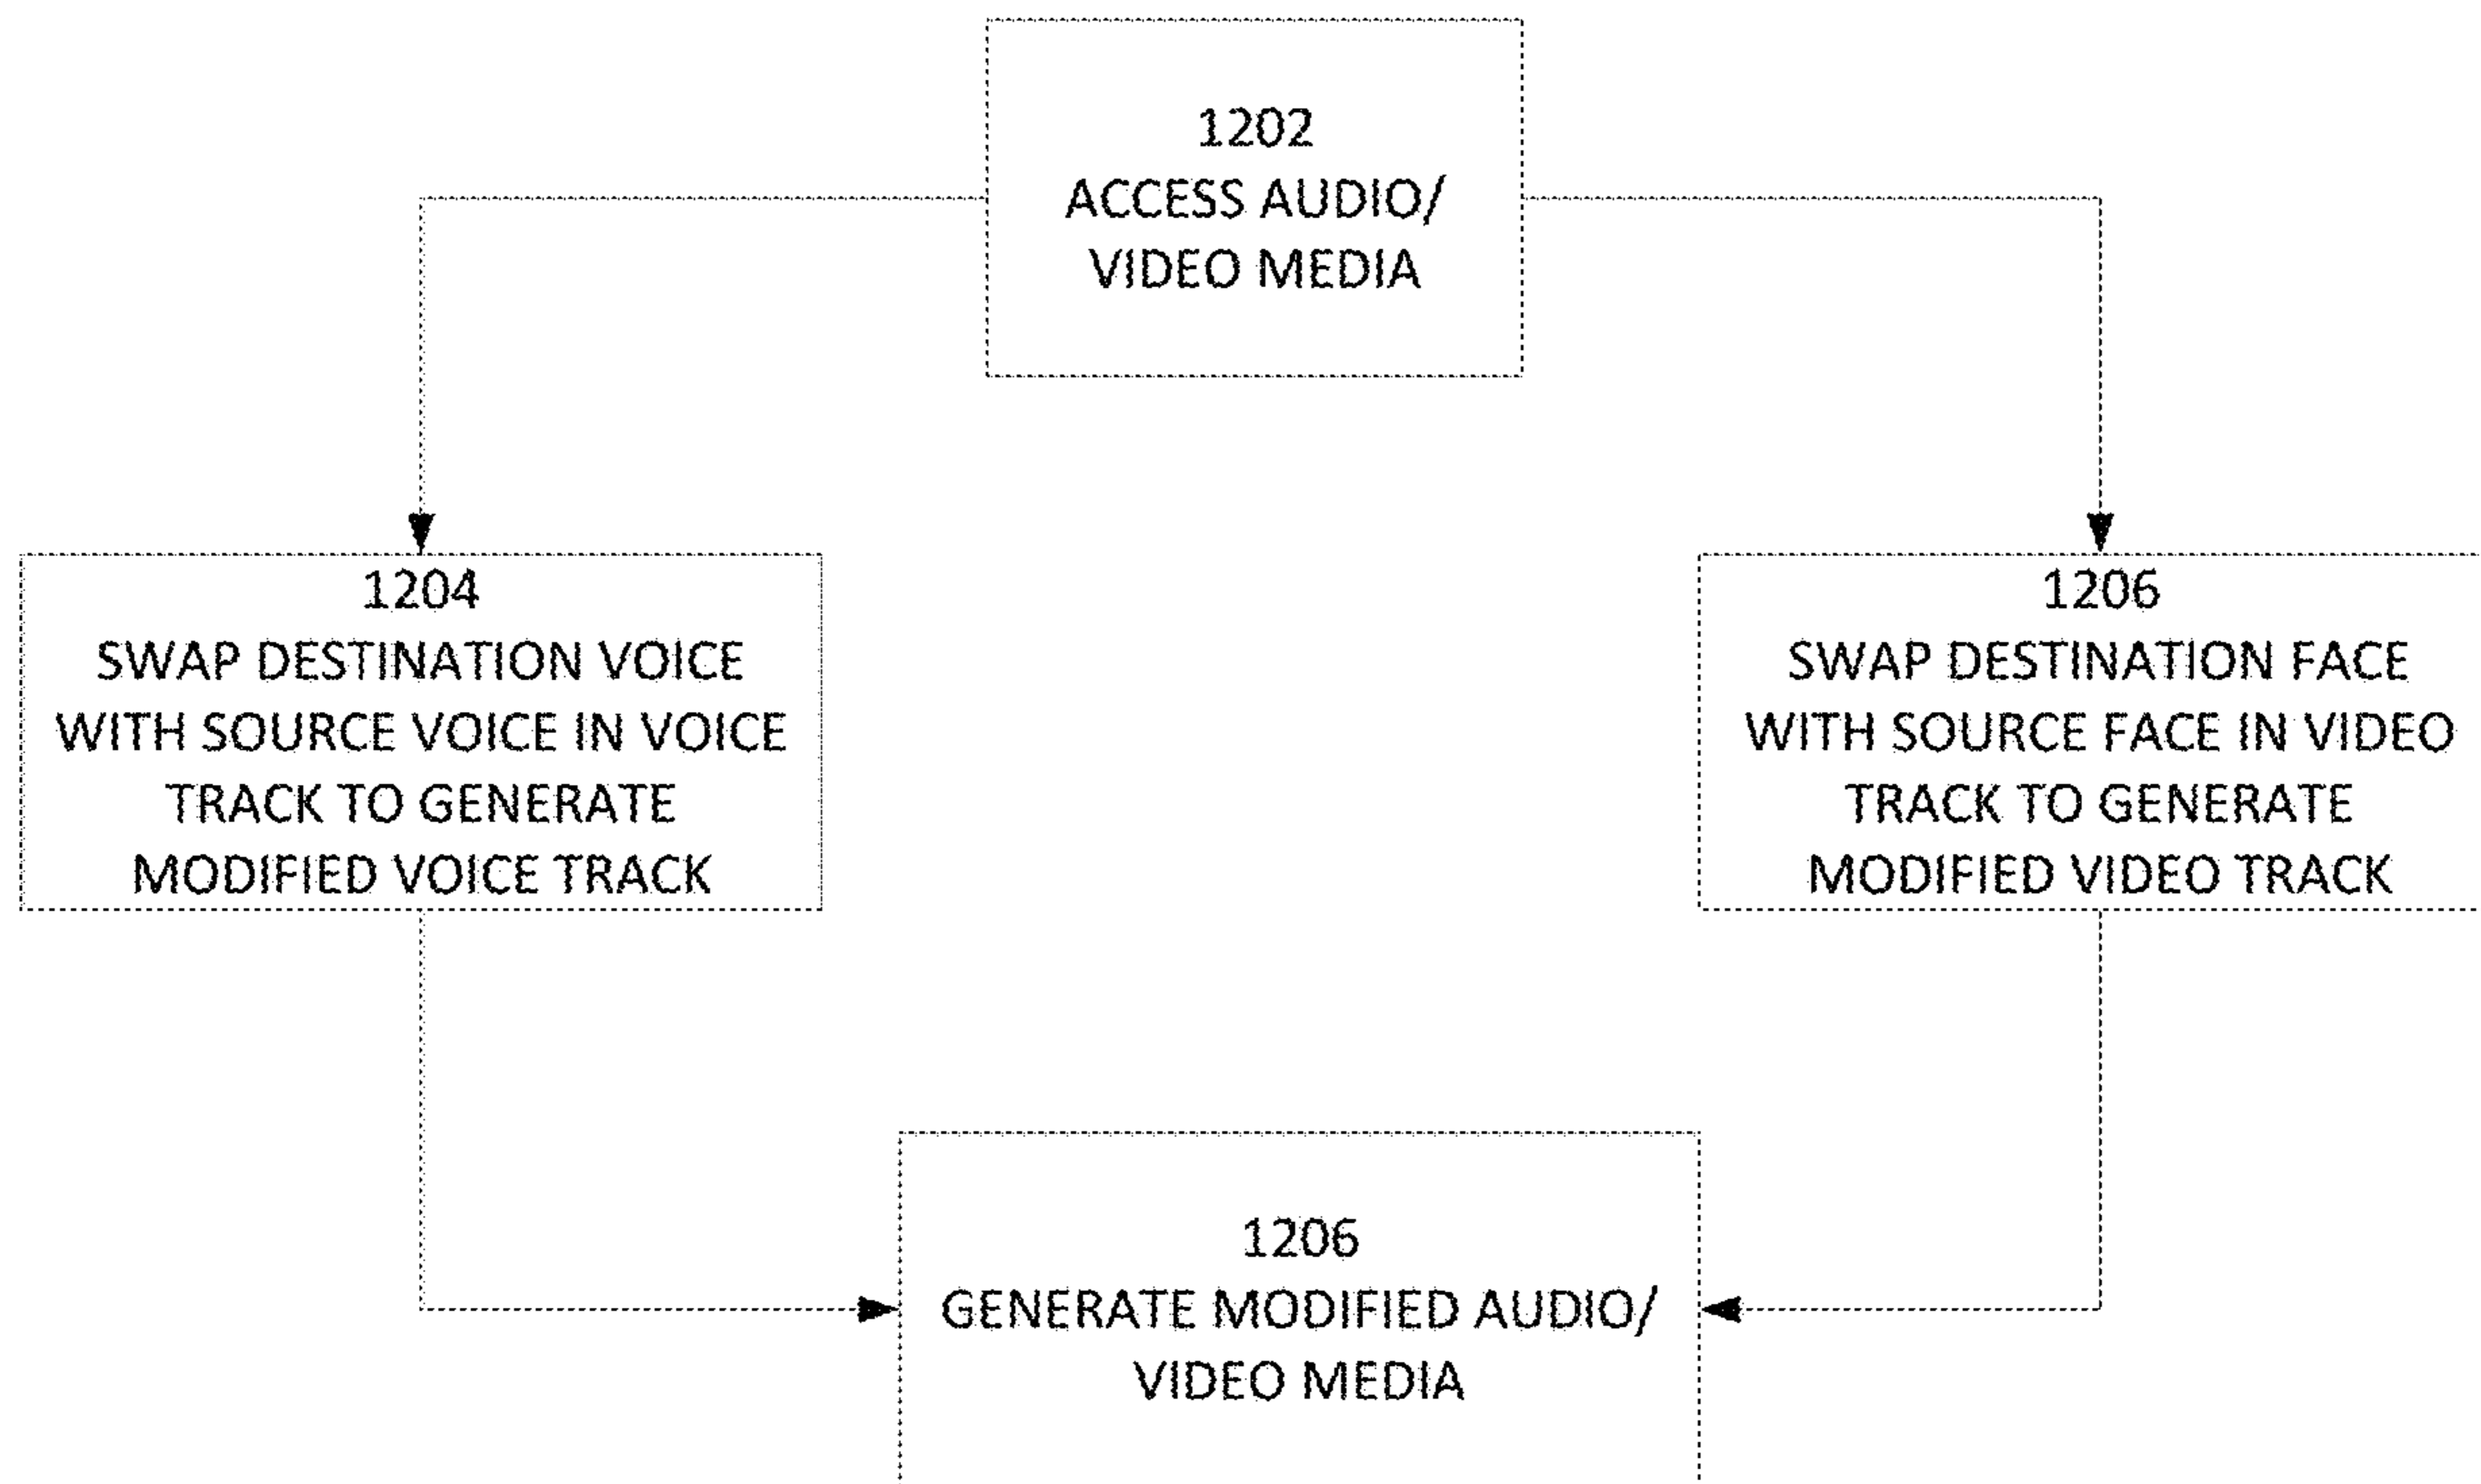 1202
ACCESS AUDIO/
VIDEO MEDIA
1204
SWAP DESTINATION VOICE
WITH SOURCE VOICE IN VOICE
TRACK TO GENERATE
MODIFIED VOICE TRACK
1206
SWAP DESTINATION FACE
WITH SOURCE FACE IN VIDEO
TRACK TO GENERATE
MODIFIED VIDEO TRACK
1206
GENERATE MODIFIED AUDIO/
VIDEO MEDIA